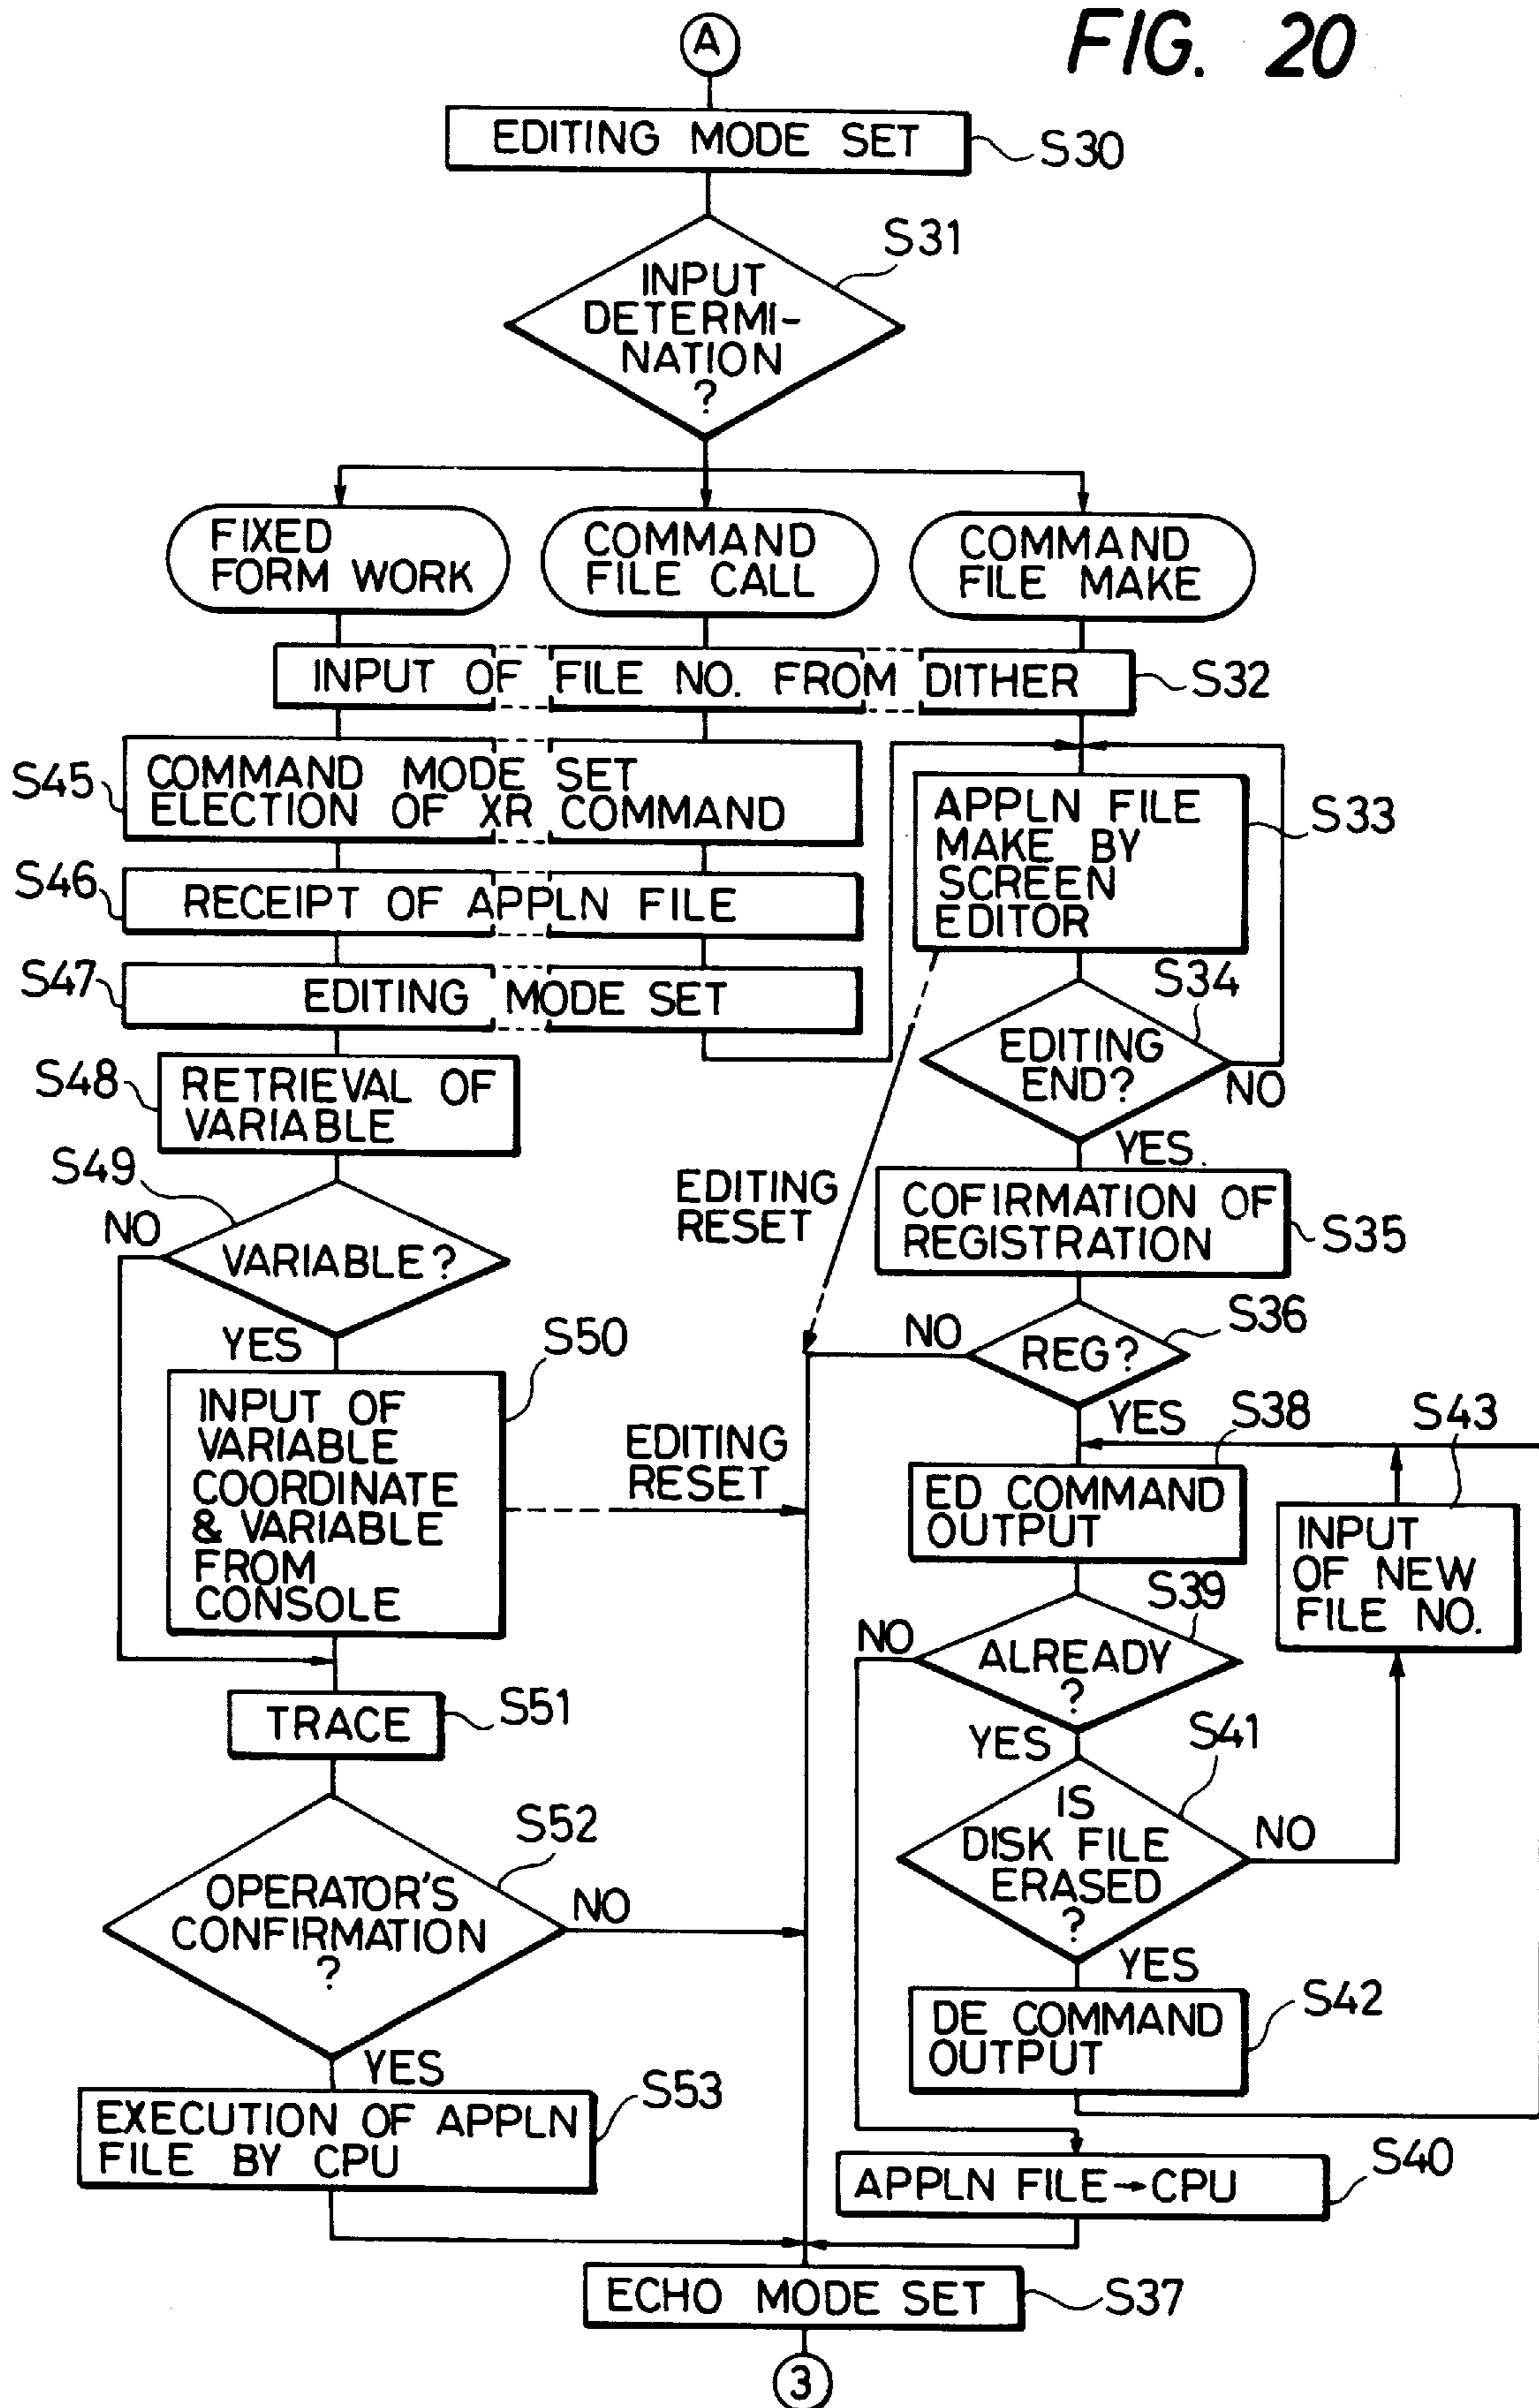 FIG. 20
A
EDITING MODE SET
S30
S31
INPUT
DETERMI-
NATION
?
FIXED
FORM WORK
COMMAND
FILE CALL
COMMAND
FILE MAKE
INPUT OF FILE NO. FROM DITHER
S32
S45
COMMAND MODE SET
ELECTION OF XR COMMAND
S46
RECEIPT OF APPLN FILE
S47
EDITING MODE SET
APPLN FILE
MAKE BY
SCREEN
EDITOR
S33
S34
EDITING
END?
NO
YES
S48
RETRIEVAL OF
VARIABLE
S49
NO
VARIABLE?
YES
EDITING
RESET
COFIRMATION OF
REGISTRATION
S35
S36
NO
REG?
YES
S50
INPUT OF
VARIABLE
COORDINATE
& VARIABLE
FROM
CONSOLE
EDITING
RESET
S38
ED COMMAND
OUTPUT
S43
INPUT
OF NEW
FILE NO.
S39
NO
ALREADY
?
YES
S51
TRACE
S41
IS
DISK FILE
ERASED
?
NO
YES
S52
OPERATOR'S
CONFIRMATION
?
NO
YES
S42
DE COMMAND
OUTPUT
S53
EXECUTION OF APPLN
FILE BY CPU
S40
APPLN FILE→CPU
ECHO MODE SET
S37
3